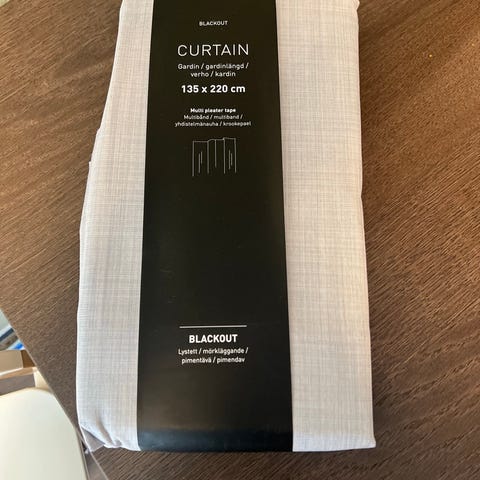 BLACKOUT
CURTAIN
Gardin / gardinlängd /
verho / kardin
135 x 220 cm
Multi pleater tape
Multibånd / multiband /
yhdistelmänauha / krookepael
BLACKOUT
Lystett / mörkläggande /
pimentävä / pimendav